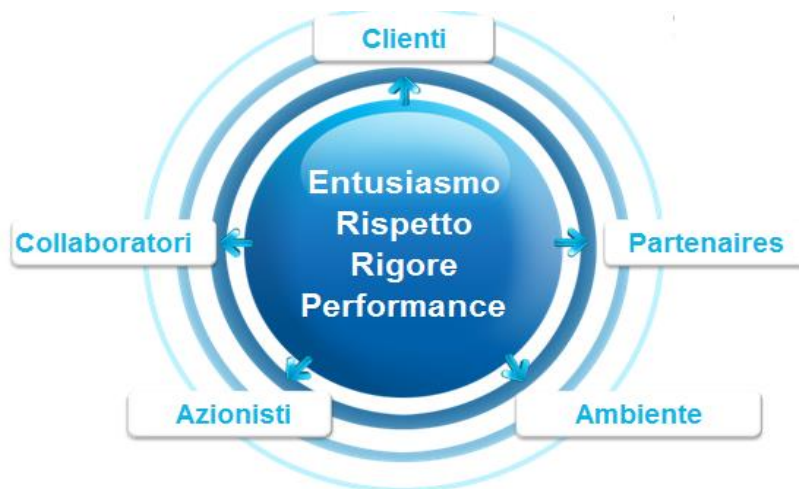 Clienti
Entusiasmo
Rispetto
Rigore
Performance
Collaboratori
Partenaires
Azionisti
Ambiente